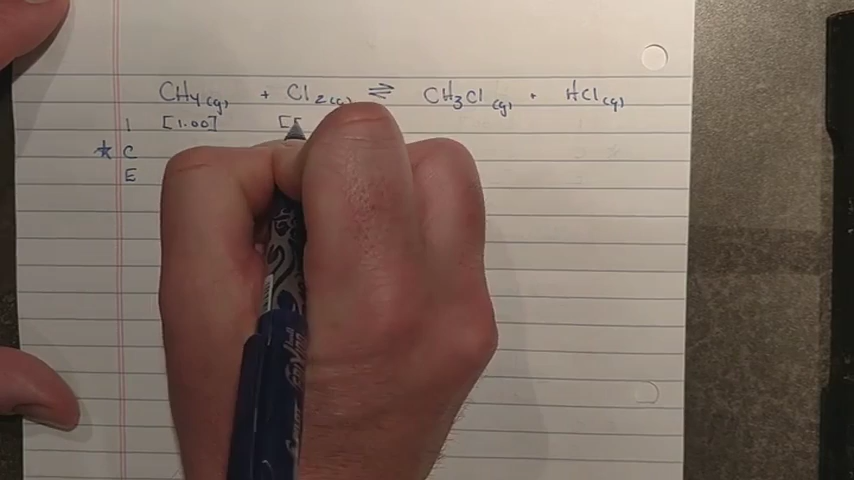 CH4(g) + Cl2(g) ⇌ CH3Cl(g) + HCl(g)
I [1.00] [
★ C
E